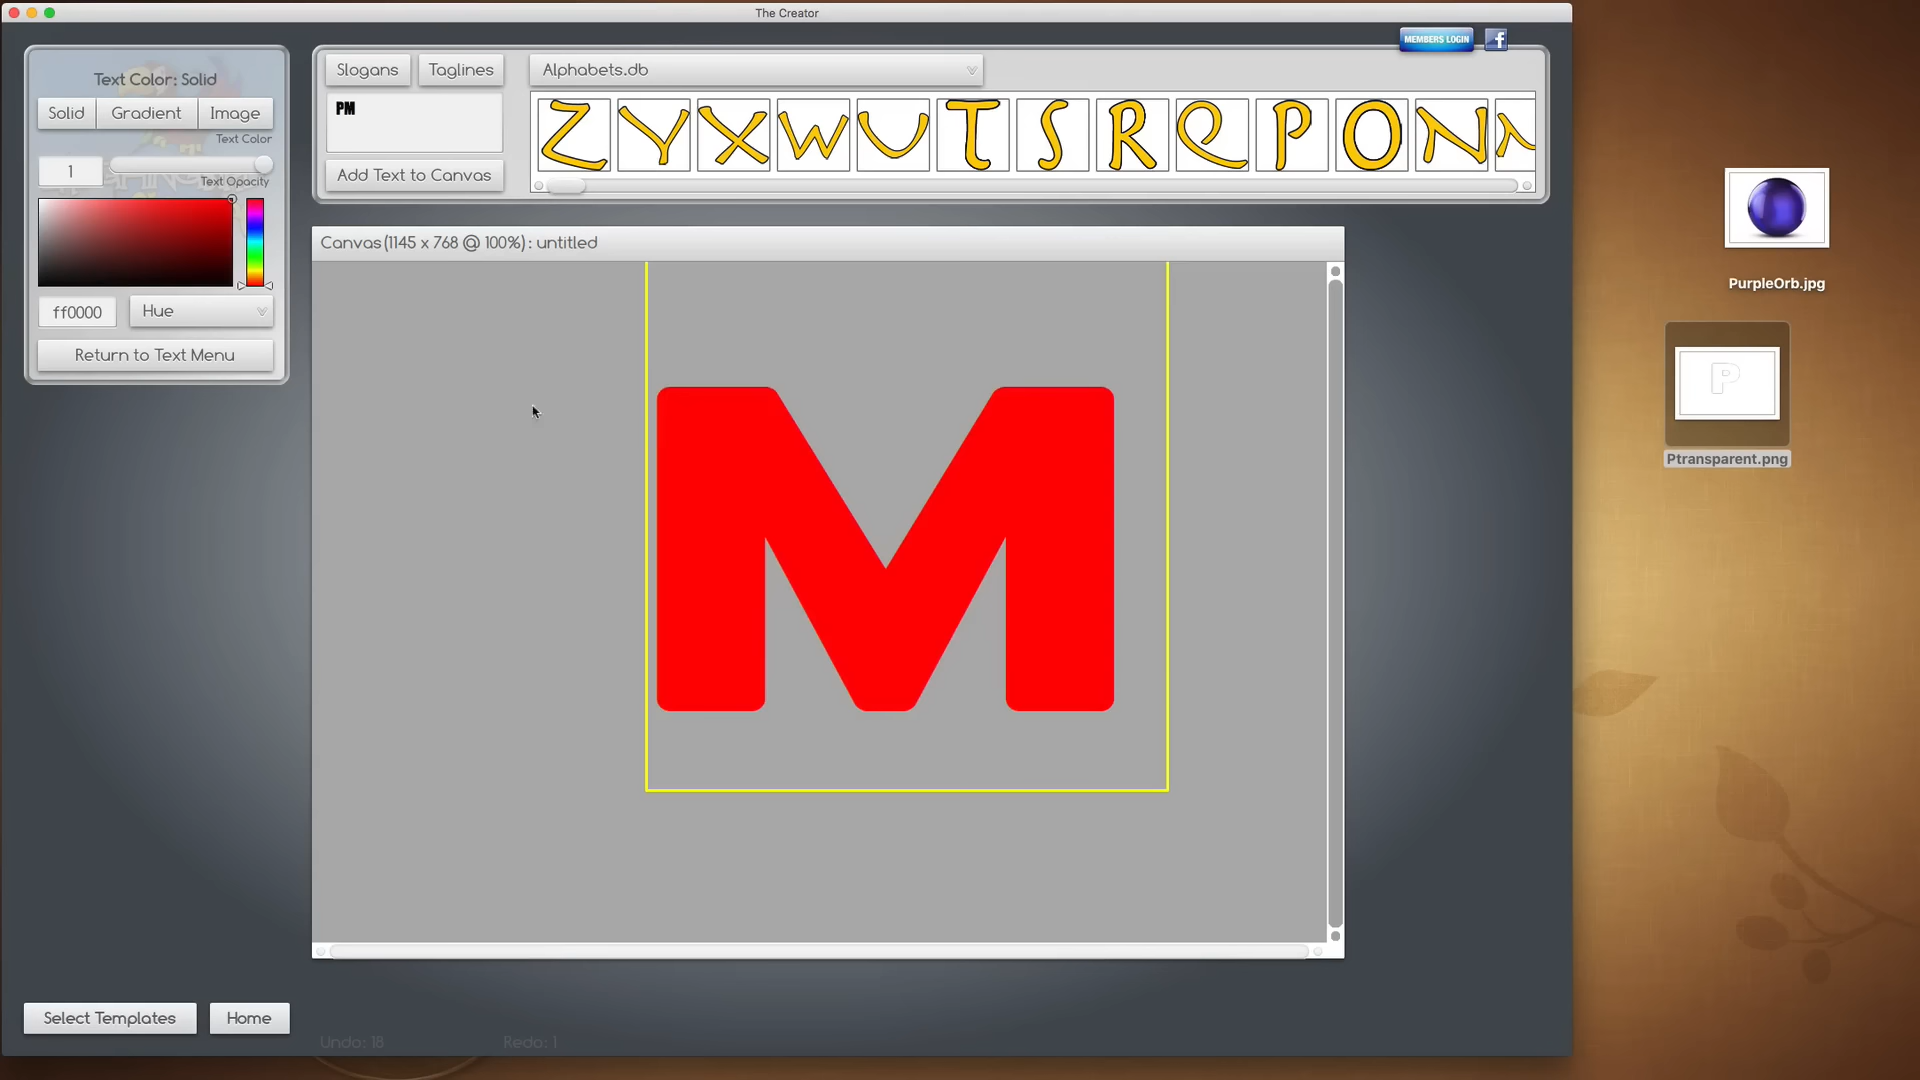 The Creator
MEMBERS LOGIN
f
Text Color: Solid
Solid Gradient Image
Text Color
1
Text Opacity
ff0000 Hue
Return to Text Menu
Slogans Taglines Alphabets.db
PM
Add Text to Canvas
Z Y X W U T S R Q P O N
Canvas(1145 x 768 @ 100%) : untitled
M
PurpleOrb.jpg
P
Ptransparent.png
Select Templates Home
Undo: 18 Redo: 1